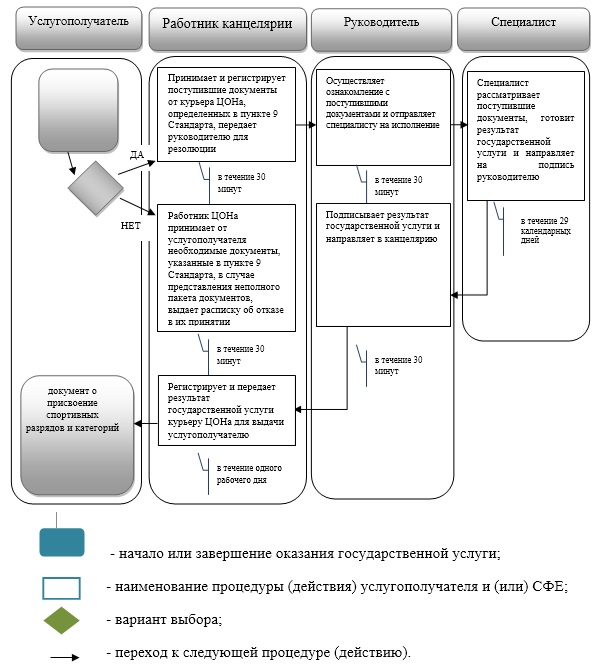 Услугополучатель
Работник канцелярии
Руководитель
Специалист
Принимает и регистрирует
поступившие документы
от курьера ЦОНа,
определенных в пункте 9
Стандарта, передает
руководителю для
резолюции
Осуществляет
ознакомление с
поступившими
документами и отправляет
специалисту на исполнение
Специалист
рассматривает
поступившие
документы, готовит
результат
государственной
услуги и направляет
на подпись
руководителю
ДА
НЕТ
в течение 30
минут
в течение 30
минут
в течение 29
календарных
дней
Работник ЦОНа
принимает от
услугополучателя
необходимые документы,
указанные в пункте 9
Стандарта, в случае
представления неполного
пакета документов,
выдает расписку об отказе
в их принятии
Подписывает результат
государственной услуги и
направляет в канцелярию
в течение 30
минут
в течение 30
минут
документ о
присвоение
спортивных
разрядов и категорий
Регистрирует и передает
результат
государственной услуги
курьеру ЦОНа для выдачи
услугополучателю
в течение одного
рабочего дня
- начало или завершение оказания государственной услуги;
- наименование процедуры (действия) услугополучателя и (или) СФЕ;
- вариант выбора;
- переход к следующей процедуре (действию).